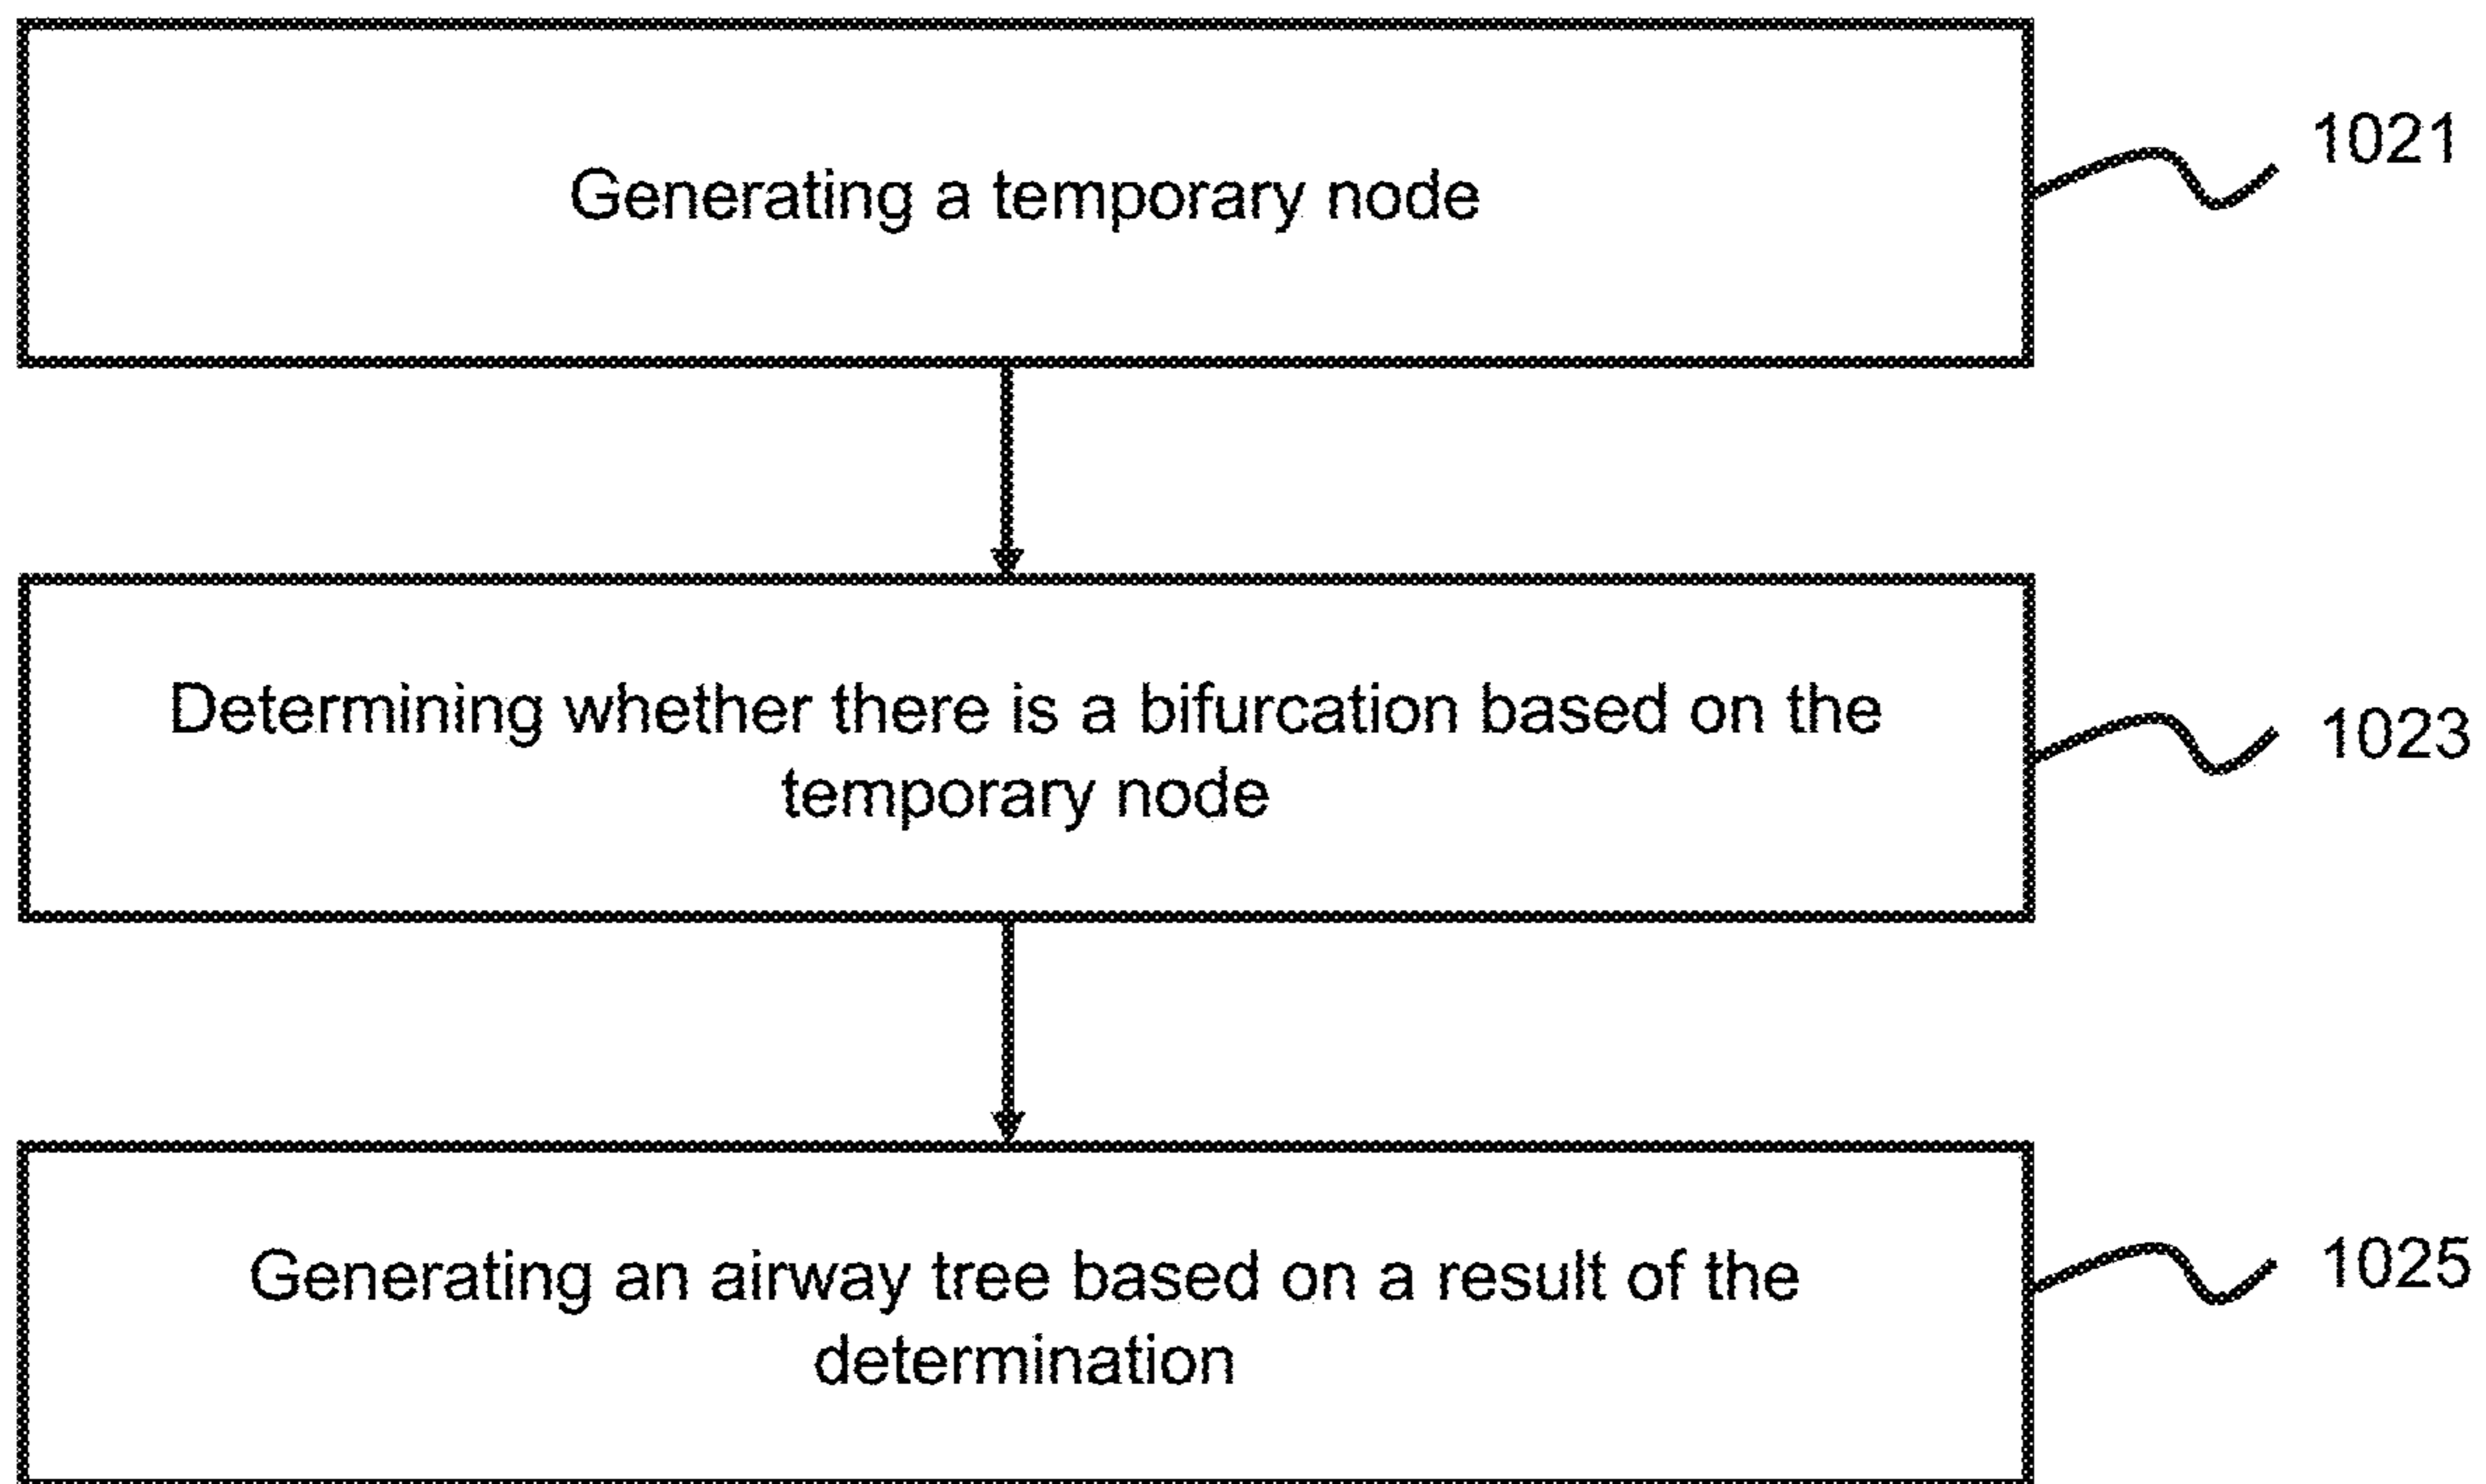 Generating a temporary node
1021
Determining whether there is a bifurcation based on the
temporary node
1023
Generating an airway tree based on a result of the
determination
1025